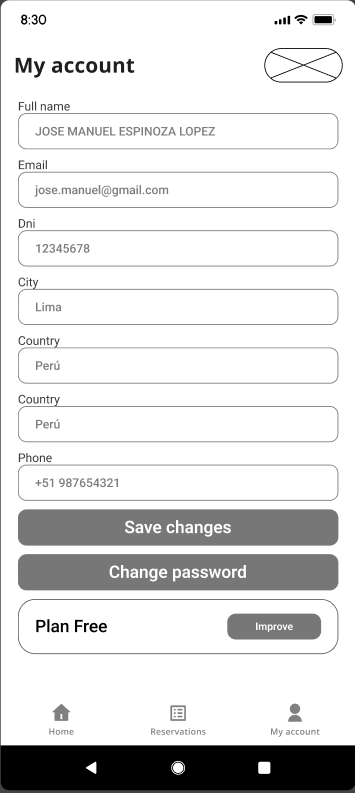 8:30
My account
Full name
JOSE MANUEL ESPINOZA LOPEZ
Email
jose.manuel@gmail.com
Dni
12345678
City
Lima
Country
Perú
Country
Perú
Phone
+51 987654321
Save changes
Change password
Plan Free Improve
Home Reservations My account